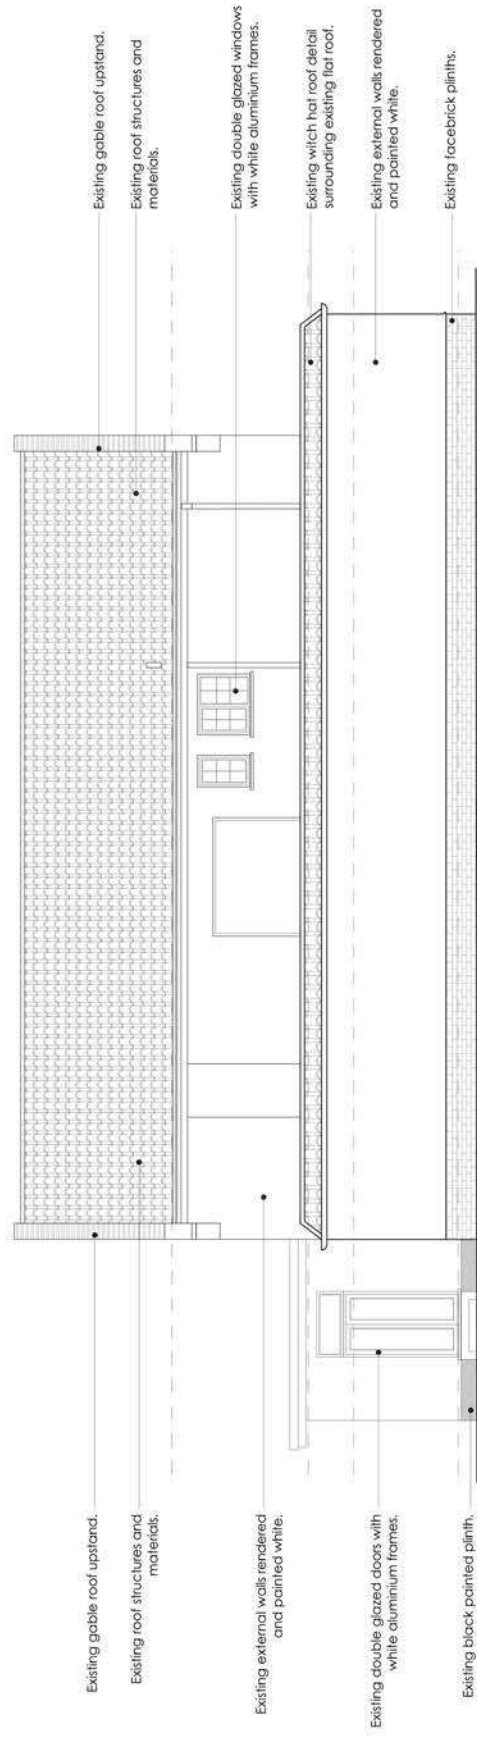 Existing gable roof upstand.
Existing roof structures and
materials.
Existing external walls rendered
and painted white.
Existing double glazed doors with
white aluminium frames.
Existing black painted plinth.
Existing gable roof upstand.
Existing roof structures and
materials.
Existing double glazed windows
with white aluminium frames.
Existing witch hat roof detail
surrounding existing flat roof.
Existing external walls rendered
and painted white.
Existing facebrick plinths.